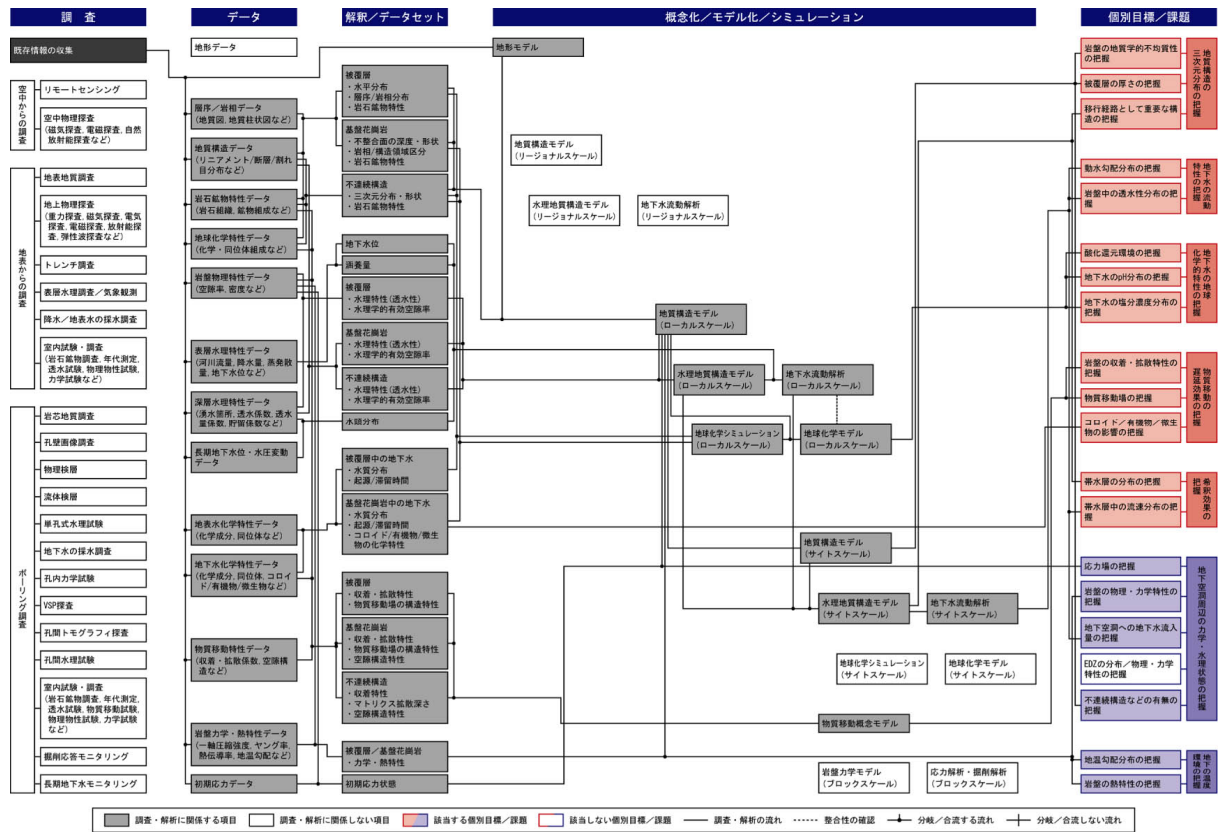 調　査
データ
解釈／データセット
概念化／モデル化／シミュレーション
個別目標／課題
既存情報の収集
空中からの調査
リモートセンシング
空中物理探査
(磁気探査, 電磁探査, 自然
放射能探査など)
地表からの調査
地表地質調査
地上物理探査
(重力探査, 磁気探査, 電気
探査, 電磁探査, 放射能探
査, 弾性波探査など)
トレンチ調査
表層水理調査／気象観測
降水／地表水の採水調査
室内試験・調査
(岩石鉱物調査, 年代測定,
透水試験, 物理物性試験,
力学試験など)
ボーリング調査
岩芯地質調査
孔壁画像調査
物理検層
流体検層
単孔式水理試験
地下水の採水調査
孔内力学試験
VSP探査
孔間トモグラフィ探査
孔間水理試験
室内試験・調査
(岩石鉱物調査, 年代測定,
透水試験, 物質移動試験,
物理物性試験, 力学試験
など)
掘削応答モニタリング
長期地下水モニタリング
地形データ
層序／岩相データ
(地質図, 地質柱状図など)
地質構造データ
(リニアメント/断層/割れ
目分布など)
岩石鉱物特性データ
(岩石組織, 鉱物組成など)
地球化学特性データ
(化学・同位体組成など)
岩盤物理特性データ
(空隙率, 密度など)
表層水理特性データ
(河川流量, 降水量, 蒸発散
量, 地下水位など)
深層水理特性データ
(湧水箇所, 透水係数, 透水
量係数, 貯留係数など)
長期地下水位・水圧変動
データ
地表水化学特性データ
(化学成分, 同位体など)
地下水化学特性データ
(化学成分, 同位体, コロイ
ド/有機物/微生物など)
物質移動特性データ
(収着・拡散係数, 空隙構
造など)
岩盤力学・熱特性データ
(一軸圧縮強度, ヤング率,
熱伝導率, 地温勾配など)
初期応力データ
被覆層
・水平分布
・層序/岩相分布
・岩石鉱物特性
基盤花崗岩
・不整合面の深度・形状
・岩相/構造領域区分
・岩石鉱物特性
不連続構造
・三次元分布・形状
・岩石鉱物特性
地下水位
涵養量
被覆層
・水理特性(透水性)
・水理学的有効空隙率
基盤花崗岩
・水理特性(透水性)
・水理学的有効空隙率
不連続構造
・水理特性(透水性)
・水理学的有効空隙率
水頭分布
被覆層中の地下水
・水質分布
・起源/滞留時間
基盤花崗岩中の地下水
・水質分布
・起源/滞留時間
・コロイド/有機物/微生
物の化学特性
被覆層
・収着・拡散特性
・物質移動場の構造特性
基盤花崗岩
・収着・拡散特性
・物質移動場の構造特性
・空隙構造特性
不連続構造
・収着特性
・マトリクス拡散深さ
・空隙構造特性
被覆層／基盤花崗岩
・力学・熱特性
初期応力状態
地形モデル
地質構造モデル
(リージョナルスケール)
水理地質構造モデル
(リージョナルスケール)
地下水流動解析
(リージョナルスケール)
地質構造モデル
(ローカルスケール)
水理地質構造モデル
(ローカルスケール)
地下水流動解析
(ローカルスケール)
地球化学シミュレーション
(ローカルスケール)
地球化学モデル
(ローカルスケール)
地質構造モデル
(サイトスケール)
水理地質構造モデル
(サイトスケール)
地下水流動解析
(サイトスケール)
地球化学シミュレーション
(サイトスケール)
地球化学モデル
(サイトスケール)
物質移動概念モデル
岩盤力学モデル
(ブロックスケール)
応力解析・掘削解析
(ブロックスケール)
岩盤の地質学的不均質性
の把握
被覆層の厚さの把握
移行経路として重要な構
造の把握
地質構造の
三次元分布の把握
動水勾配分布の把握
岩盤中の透水性分布の把
握
地下水の流動
特性の把握
酸化還元環境の把握
地下水のpH分布の把握
地下水の塩分濃度分布の把
握
地下水の地球
化学的特性の把握
岩盤の収着・拡散特性の
把握
物質移動場の把握
コロイド/有機物/微生
物の影響の把握
物質移動の
遅延効果の把握
帯水層の分布の把握
帯水層中の流速分布の把
握
希釈効果の
把握
応力場の把握
岩盤の物理・力学特性の
把握
地下空洞への地下水流入
量の把握
EDZの分布／物理・力学
特性の把握
不連続構造などの有無の
把握
地下空洞周辺の力学・水理状態の把握
地温勾配分布の把握
岩盤の熱特性の把握
地下の温度
環境の把握
調査・解析に関係する項目
調査・解析に関係しない項目
該当する個別目標／課題
該当しない個別目標／課題
調査・解析の流れ
整合性の確認
分岐／合流する流れ
分岐／合流しない流れ